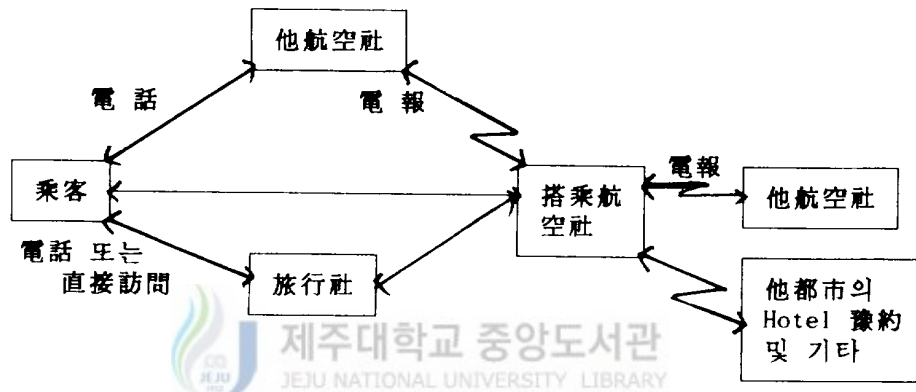 他航空社
電 話
電 報
乘客
搭乘航
空社
電報
他航空社
電話 또는
直接訪問
旅行社
他都市의
Hotel 豫約
및 기타
제주대학교 중앙도서관
JEJU NATIONAL UNIVERSITY LIBRARY
JEJU
1952